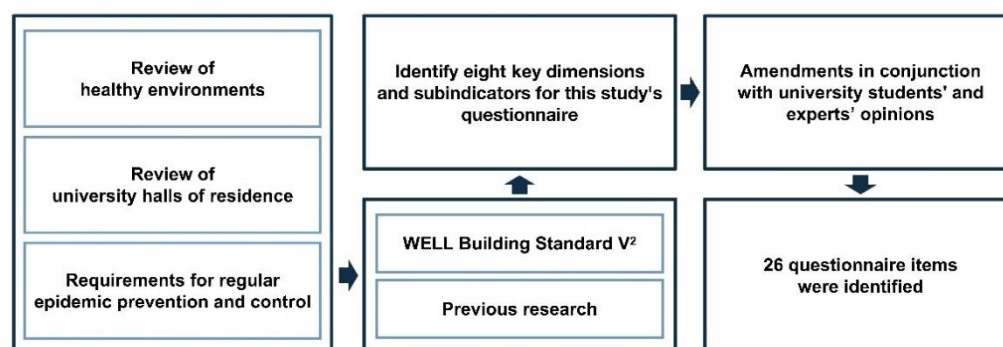 Review of
healthy environments
Review of
university halls of residence
Requirements for regular
epidemic prevention and control
WELL Building Standard V²
Previous research
Identify eight key dimensions
and subindicators for this study's
questionnaire
Amendments in conjunction
with university students' and
experts’ opinions
26 questionnaire items
were identified